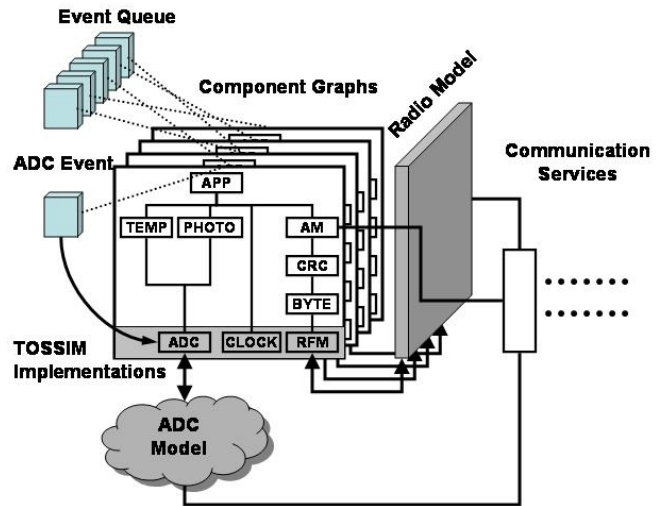 Event Queue
Component Graphs
Radio Model
Communication
Services
ADC Event
APP
TEMP
PHOTO
AM
CRC
BYTE
ADC
CLOCK
RFM
TOSSIM
Implementations
ADC
Model